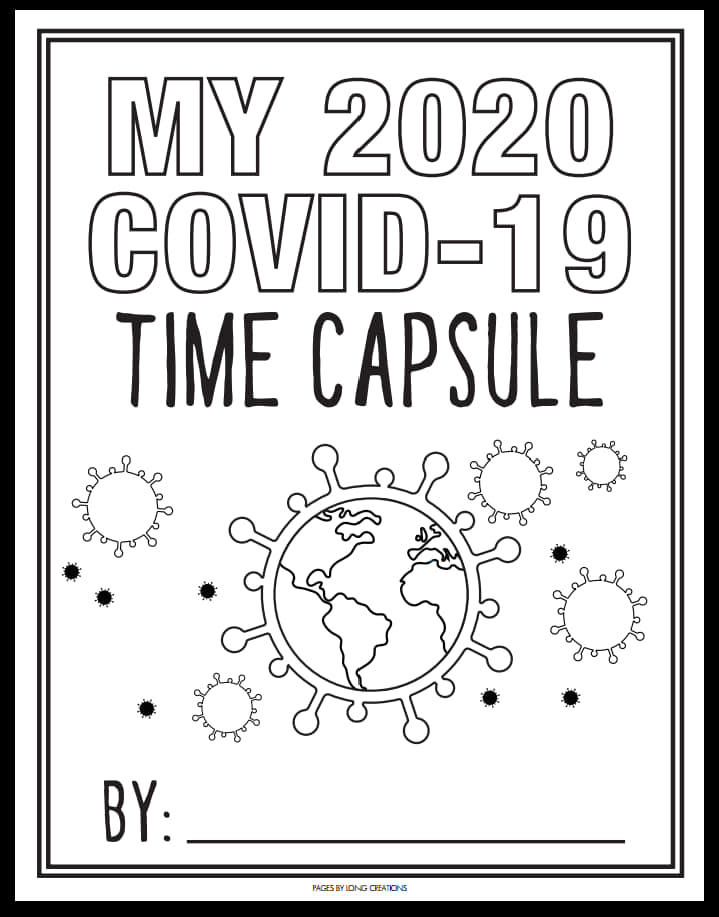 MY 2020
COVID-19
TIME CAPSULE
BY:
PAGES BY LONG CREATIONS